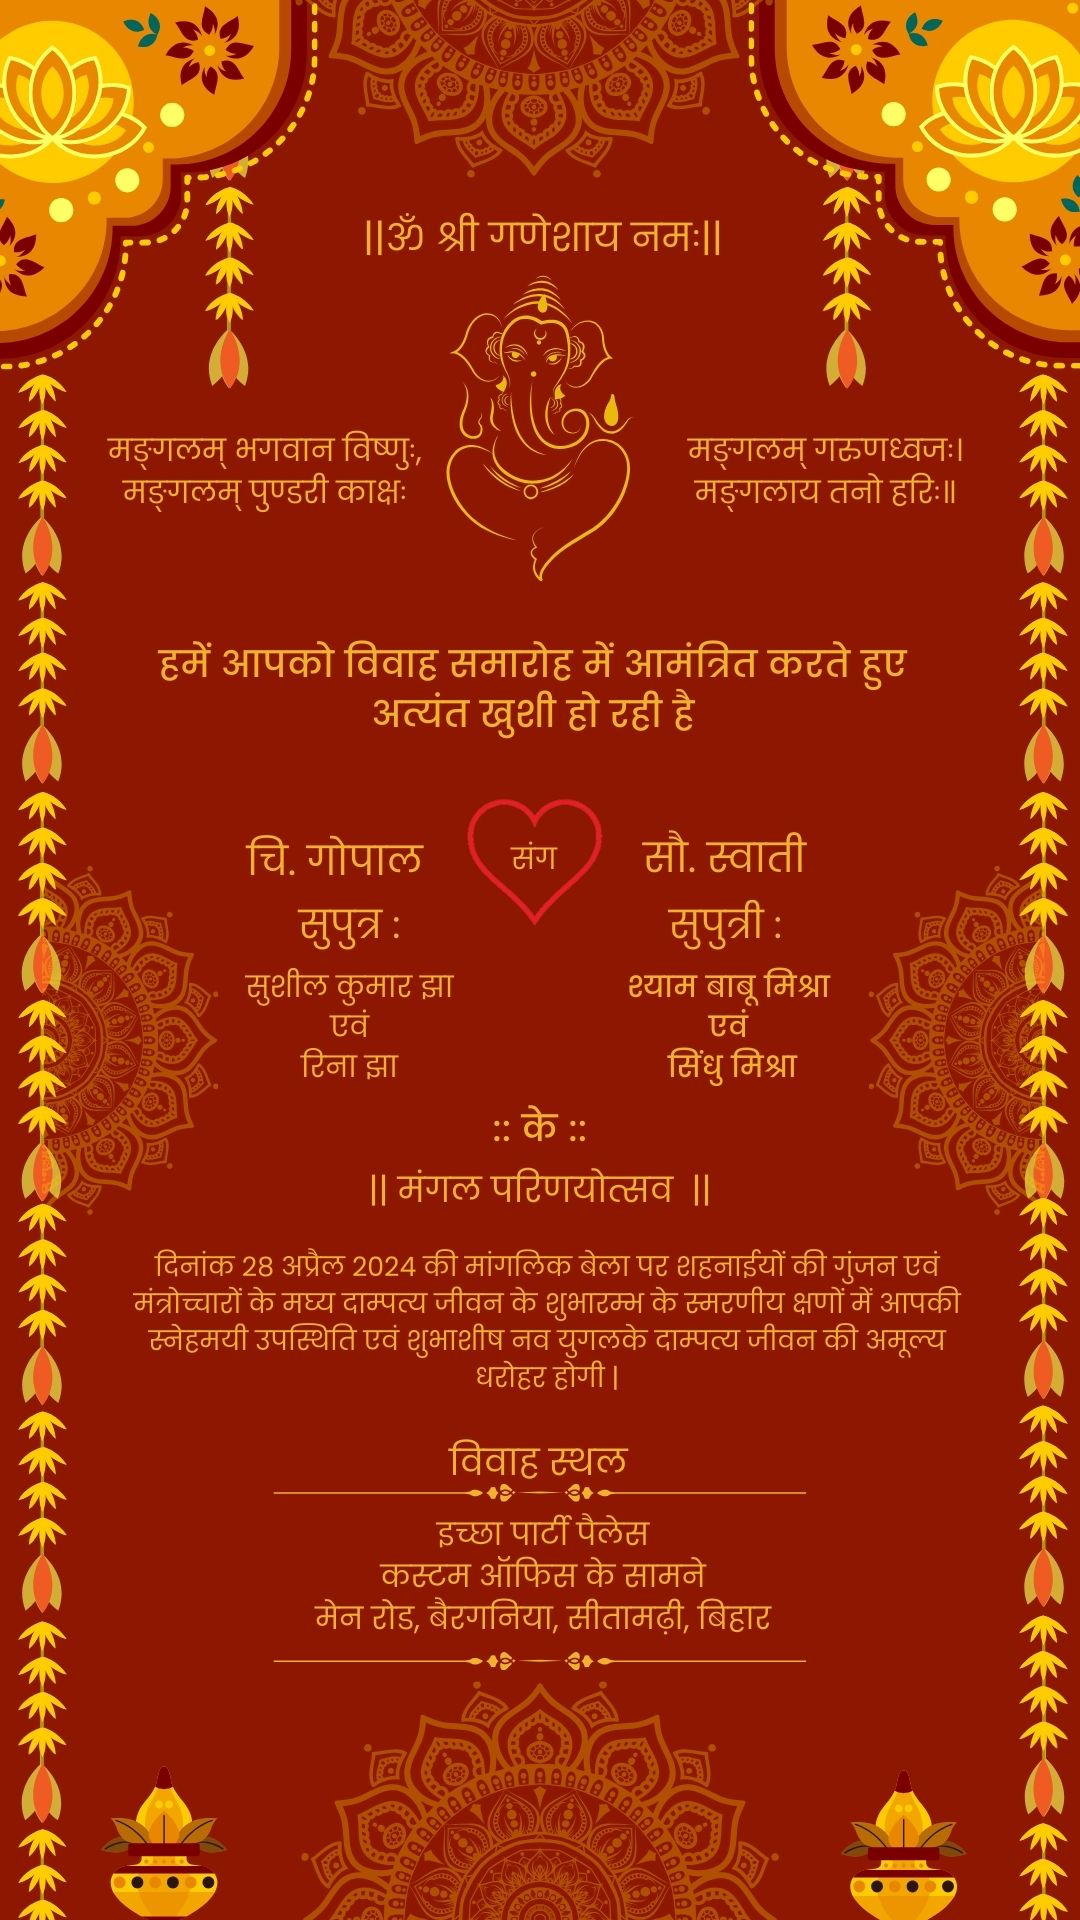 ||ॐ श्री गणेशाय नमः||
मङ्गलम् भगवान विष्णुः,
मङ्गलम् पुण्डरी काक्षः
मङ्गलम् गरुणध्वजः।
मङ्गलाय तनो हरिः॥
हमें आपको विवाह समारोह में आमंत्रित करते हुए
अत्यंत खुशी हो रही है
चि. गोपाल
संग
सौ. स्वाती
सुपुत्र :
सुपुत्री :
सुशील कुमार झा
एवं
रिना झा
श्याम बाबू मिश्रा
एवं
सिंधु मिश्रा
:: के ::
|| मंगल परिणयोत्सव ||
दिनांक 28 अप्रैल 2024 की मांगलिक बेला पर शहनाईयों की गुंजन एवं
मंत्रोच्चारों के मघ्य दाम्पत्य जीवन के शुभारम्भ के स्मरणीय क्षणों में आपकी
स्नेहमयी उपस्थिति एवं शुभाशीष नव युगलके दाम्पत्य जीवन की अमूल्य
धरोहर होगी |
विवाह स्थल
इच्छा पार्टी पैलेस
कस्टम ऑफिस के सामने
मेन रोड, बैरगनिया, सीतामढ़ी, बिहार